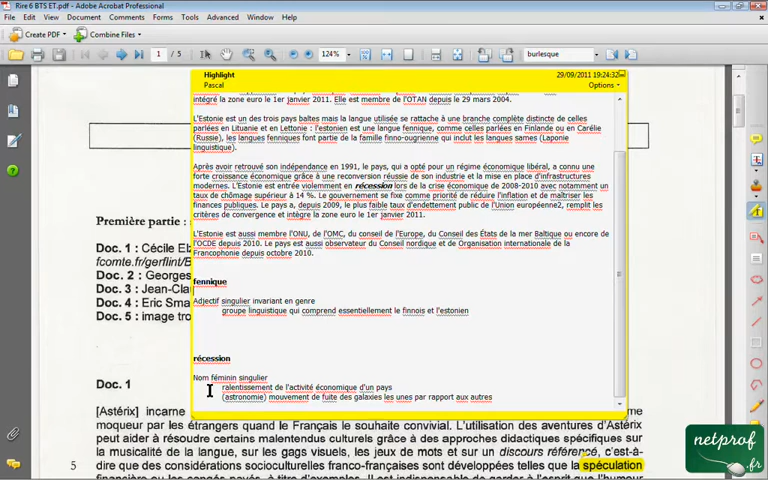 Rire 6 BTS ET.pdf - Adobe Acrobat Professional
File Edit View Document Comments Forms Tools Advanced Window Help
Create PDF Combine Files
1 / 5 124% burlesque
Highlight 29/09/2011 19:24:32
Pascal Options
intégré la zone euro le 1er janvier 2011. Elle est membre de l'OTAN depuis le 29 mars 2004.
L'Estonie est un des trois pays baltes mais la langue utilisée se rattache à une branche complète distincte de celles
parlées en Lituanie et en Lettonie : l'estonien est une langue fennique, comme celles parlées en Finlande ou en Carélie
(Russie), les langues fenniques font partie de la famille finno-ougrienne qui inclut les langues sames (Laponie
linguistique).
Après avoir retrouvé son indépendance en 1991, le pays, qui a opté pour un régime économique libéral, a connu une
forte croissance économique grâce à une reconversion réussie de son industrie et la mise en place d'infrastructures
modernes. L'Estonie est entrée violemment en récession lors de la crise économique de 2008-2010 avec notamment un
taux de chômage supérieur à 14 %. Le gouvernement se fixe comme priorité de réduire l'inflation et de maîtriser les
finances publiques. Le pays a, depuis 2009, le plus faible taux d'endettement public de l'Union européenne2, remplit les
critères de convergence et intègre la zone euro le 1er janvier 2011.
L'Estonie est aussi membre l'ONU, de l'OMC, du conseil de l'Europe, du Conseil des États de la mer Baltique ou encore de
l'OCDE depuis 2010. Le pays est aussi observateur du Conseil nordique et de Organisation internationale de la
Francophonie depuis octobre 2010.
fennique
Adjectif singulier invariant en genre
groupe linguistique qui comprend essentiellement le finnois et l'estonien
récession
Nom féminin singulier
ralentissement de l'activité économique d'un pays
(astronomie) mouvement de fuite des galaxies les unes par rapport aux autres
Première partie :
Doc. 1 : Cécile
fcomte.fr/gerflint/
Doc. 2 : Georges
Doc. 3 : Jean-Cla
Doc. 4 : Eric Sma
Doc. 5 : image tro
Doc. 1
[Astérix] incarne
moqueur par les étrangers quand le Français le souhaite convivial. L'utilisation des aventures d'Astérix
peut aider à résoudre certains malentendus culturels grâce à des approches didactiques spécifiques sur
la musicalité de la langue, sur les gags visuels, les jeux de mots et sur un discours référencé, c'est-à-
5 dire que des considérations socioculturelles franco-françaises sont développées telles que la spéculation
netprof
.fr